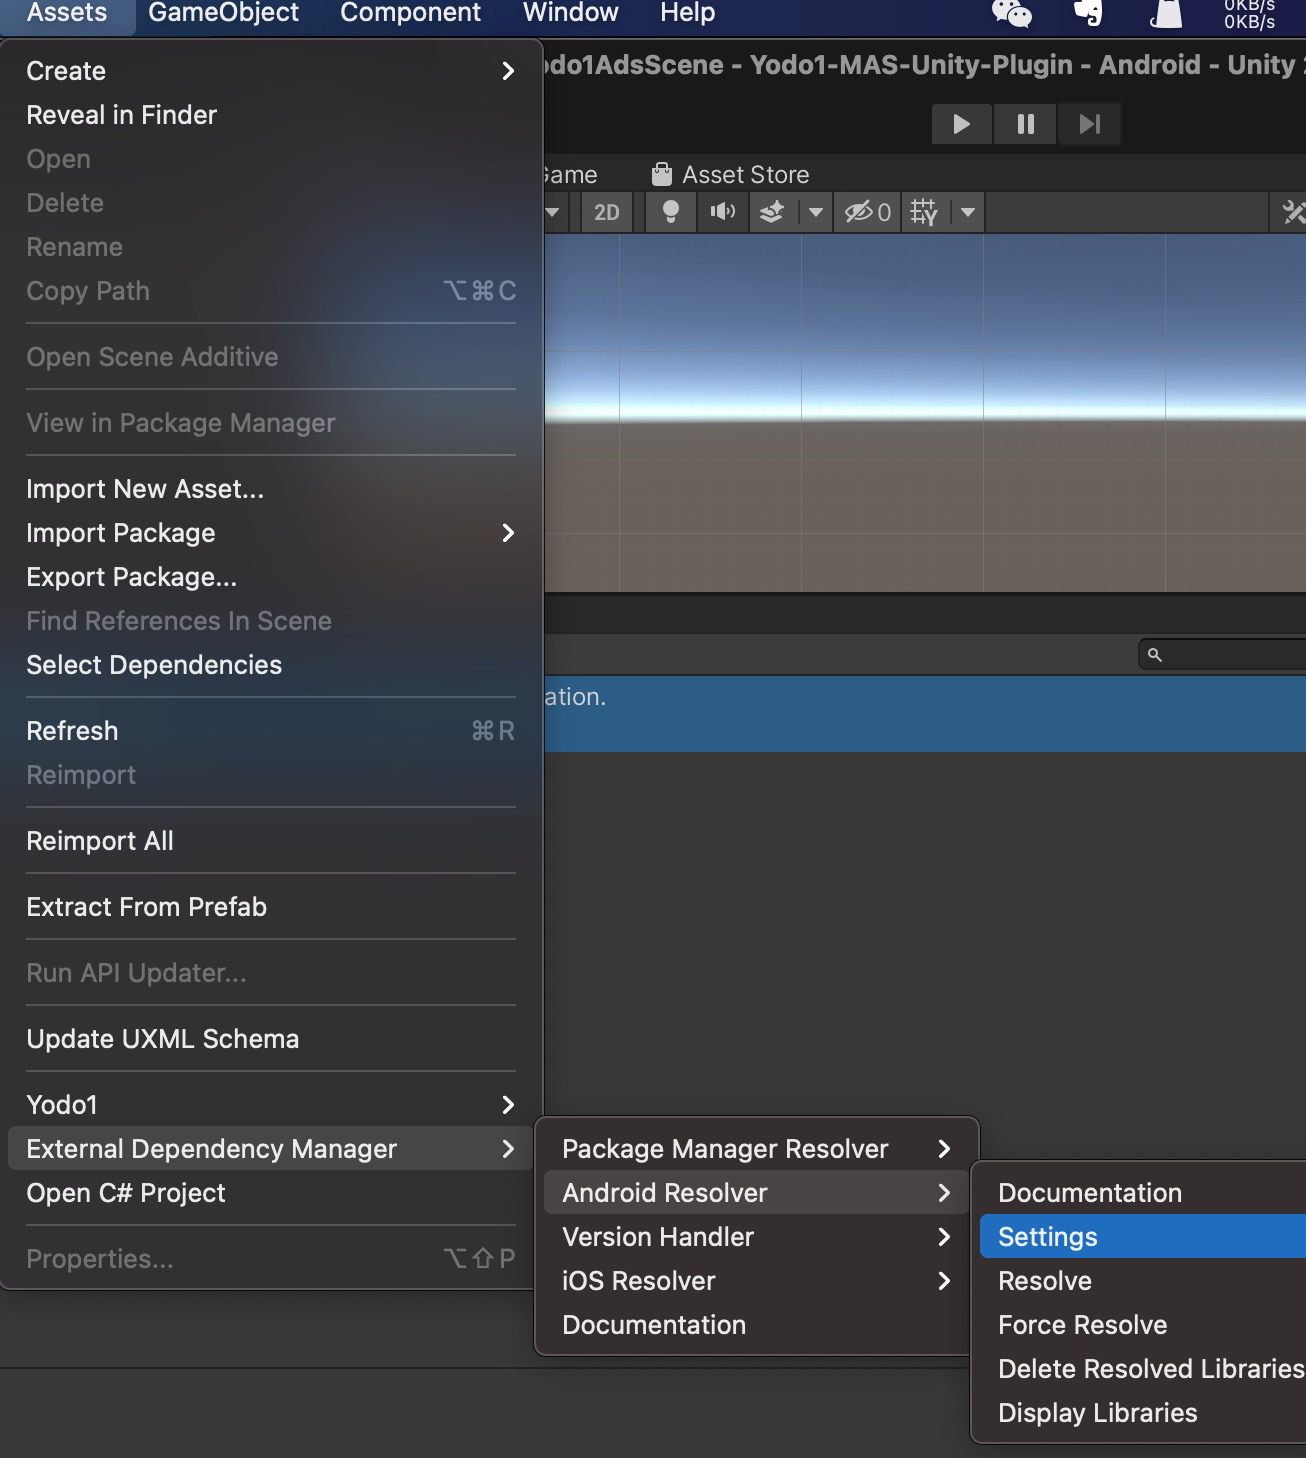 Assets GameObject Component Window Help 0KB/s
0KB/s
odo1AdsScene - Yodo1-MAS-Unity-Plugin - Android - Unity
Create
Reveal in Finder
Open
Delete
Rename
Copy Path ⌥⌘C
Open Scene Additive
View in Package Manager
Import New Asset...
Import Package
Export Package...
Find References In Scene
Select Dependencies
Refresh ⌘R
Reimport
Reimport All
Extract From Prefab
Run API Updater...
Update UXML Schema
Yodo1
External Dependency Manager
Open C# Project
Properties... ⌥⇧P
Game Asset Store
2D 0
ation.
Package Manager Resolver
Android Resolver
Version Handler
iOS Resolver
Documentation
Documentation
Settings
Resolve
Force Resolve
Delete Resolved Libraries
Display Libraries